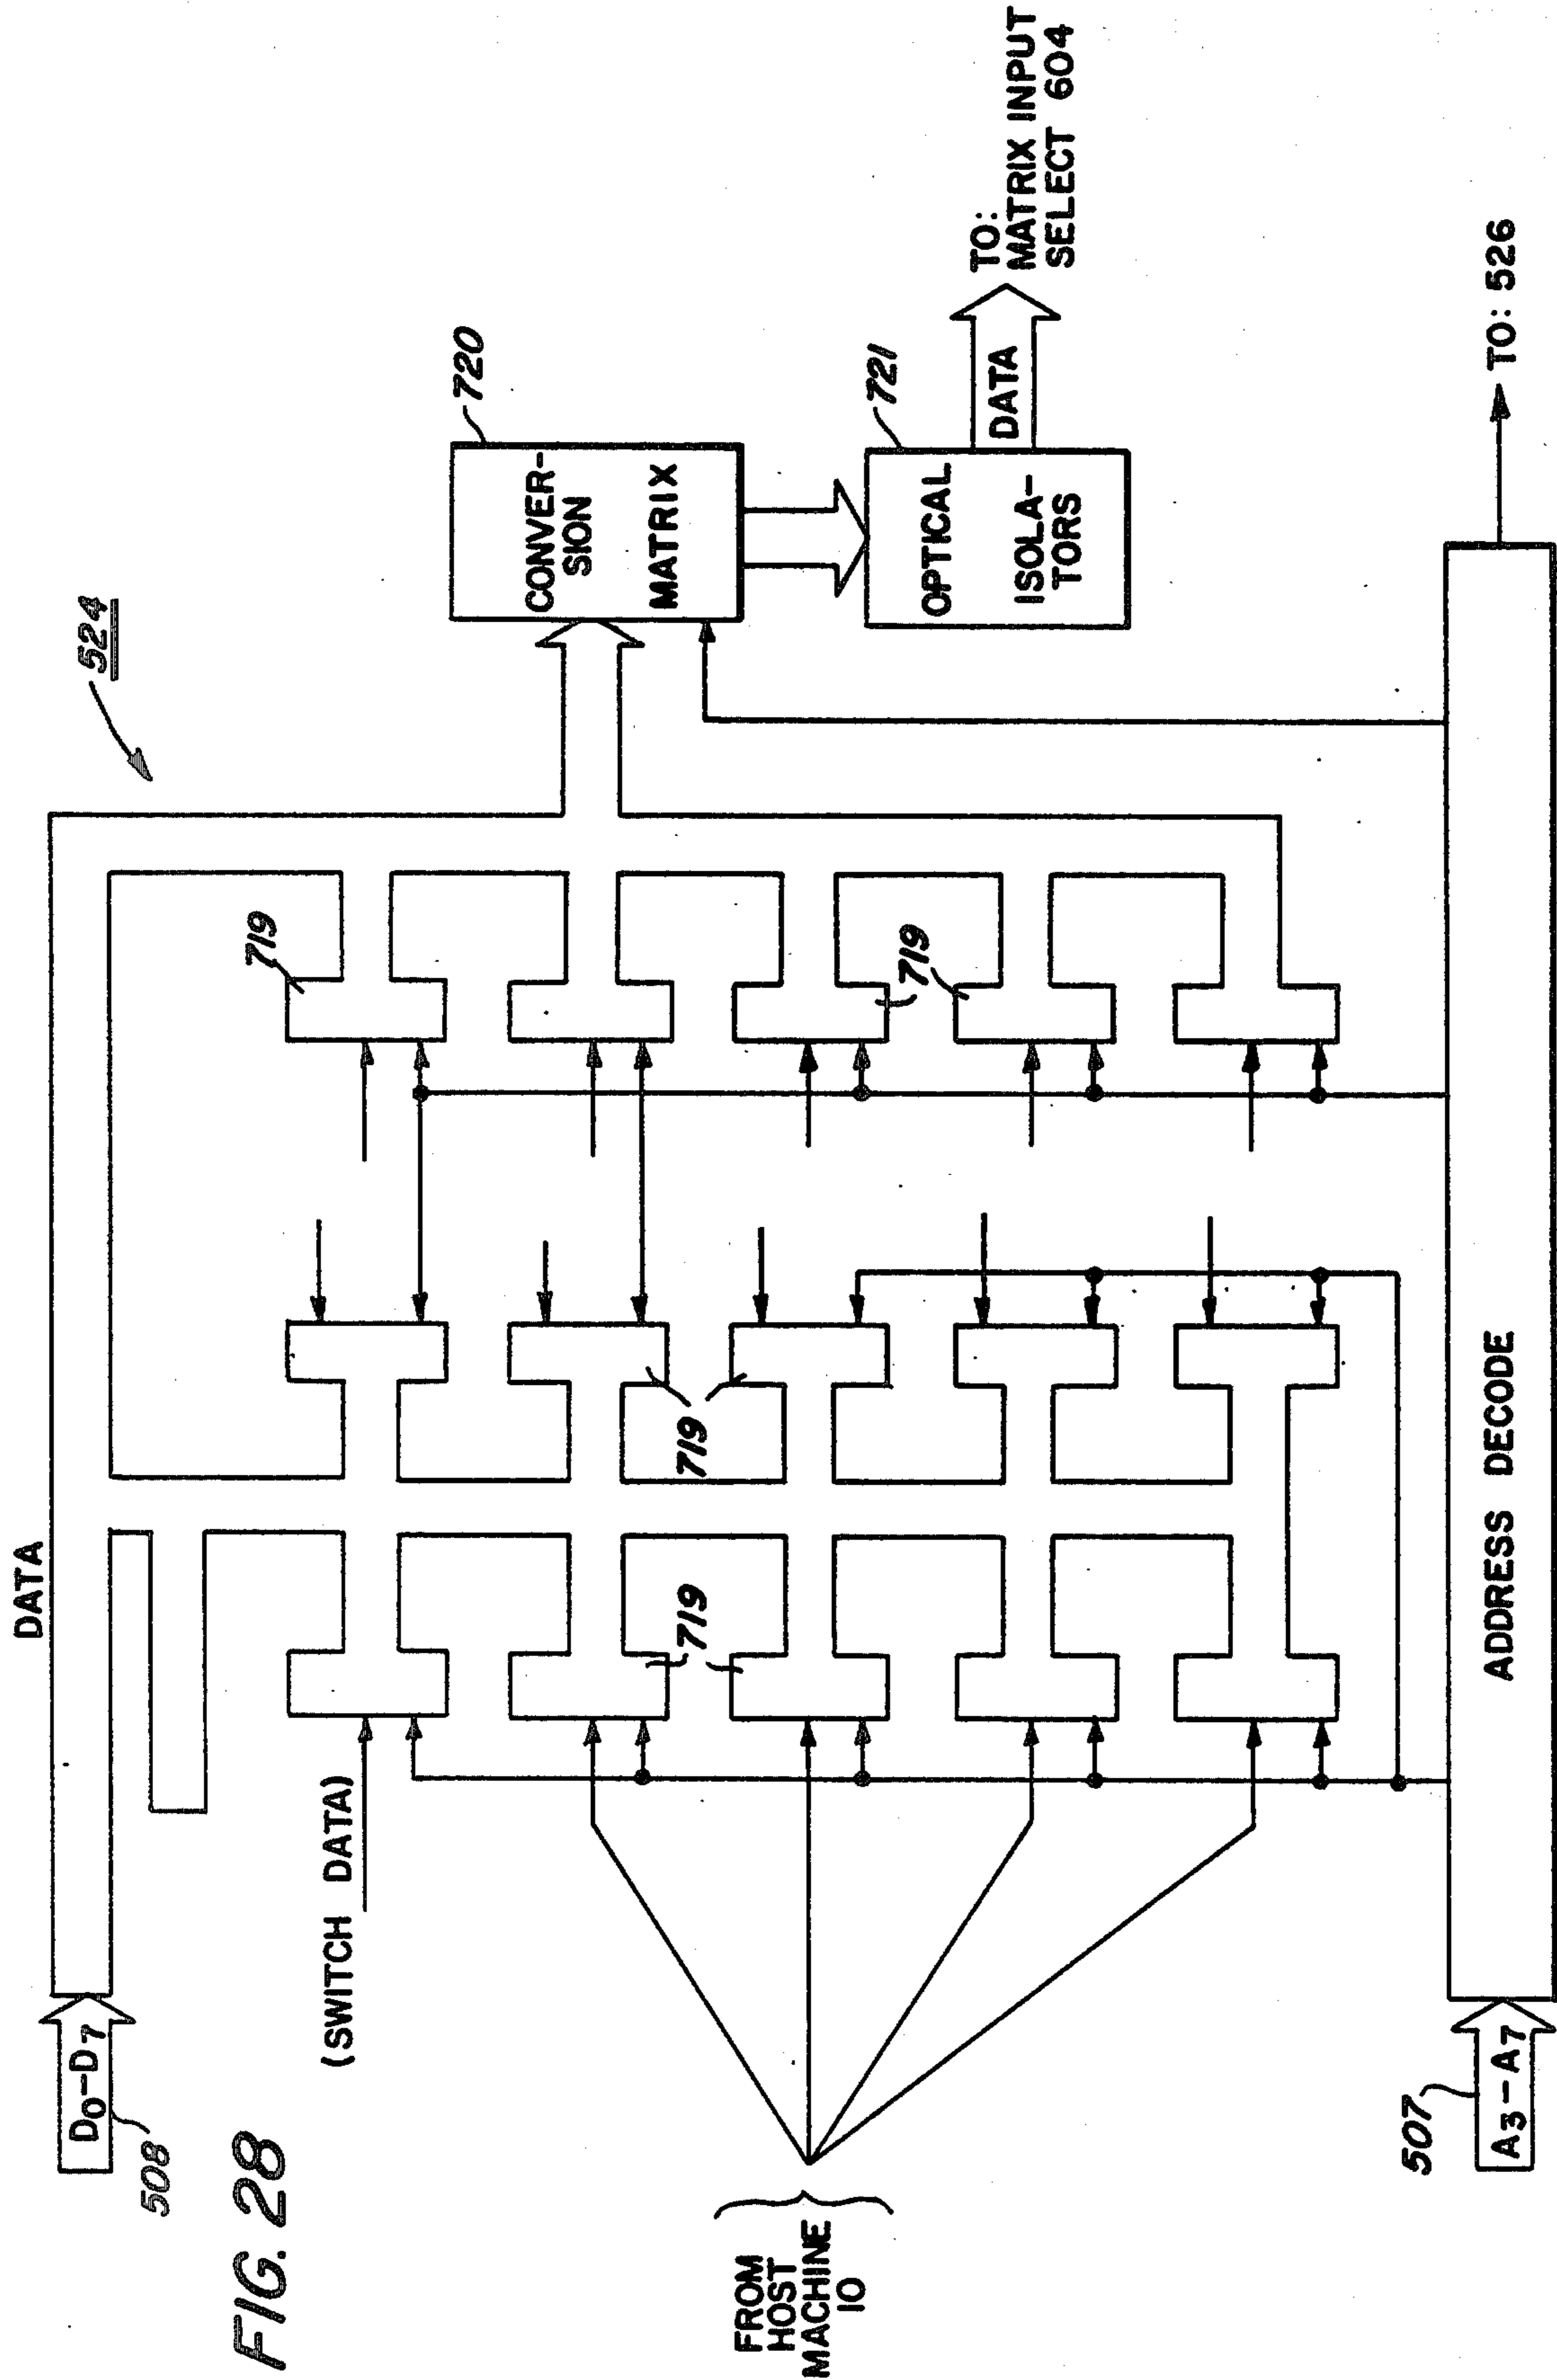 FIG. 28
DATA
524
D0-D7
508
(SWITCH DATA)
719
719
719
719
720
CONVER-
SION
MATRIX
721
OPTICAL
ISOLA-
TORS
DATA
TO:
MATRIX INPUT
SELECT 604
FROM
HOST
MACHINE
10
507
A3-A7
ADDRESS DECODE
TO: 526